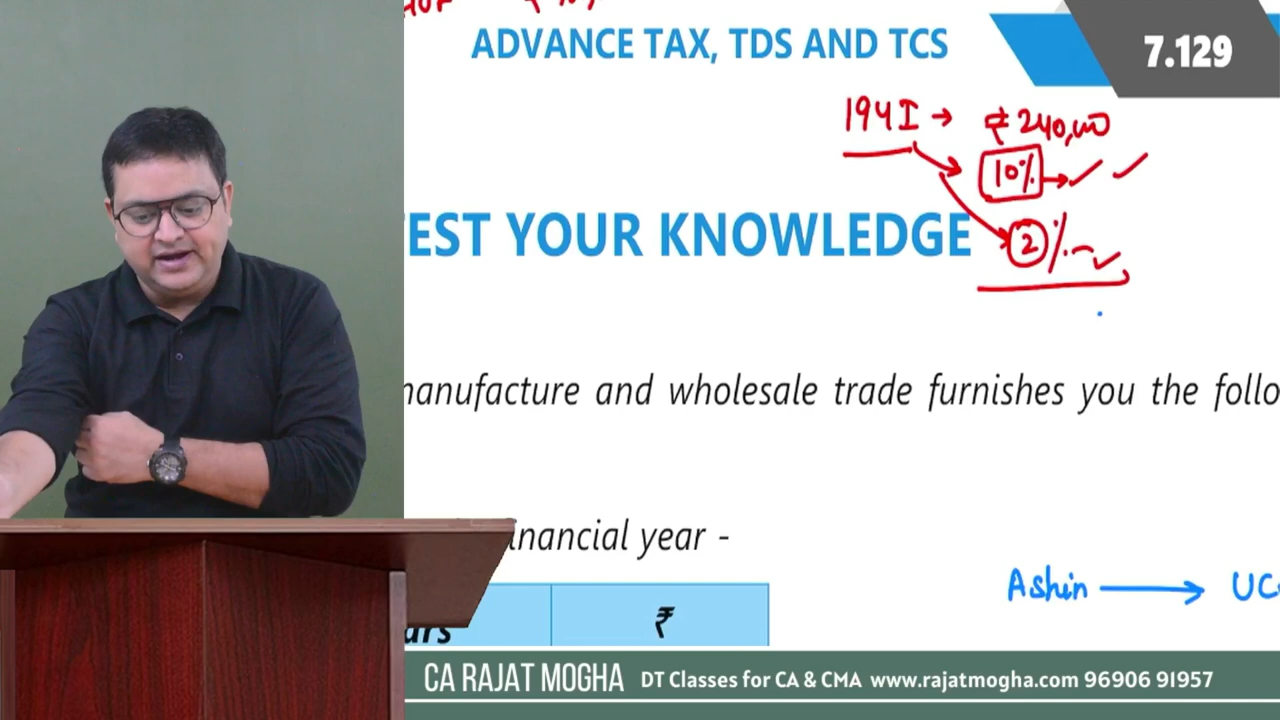 ADVANCE TAX, TDS AND TCS
7.129
194I → ₹ 240,000
10% → ✓ ✓
EST YOUR KNOWLEDGE
2 %
manufacture and wholesale trade furnishes you the follo
inancial year -
Ashin → UC
ars ₹
CA RAJAT MOGHA DT Classes for CA & CMA www.rajatmogha.com 96906 91957